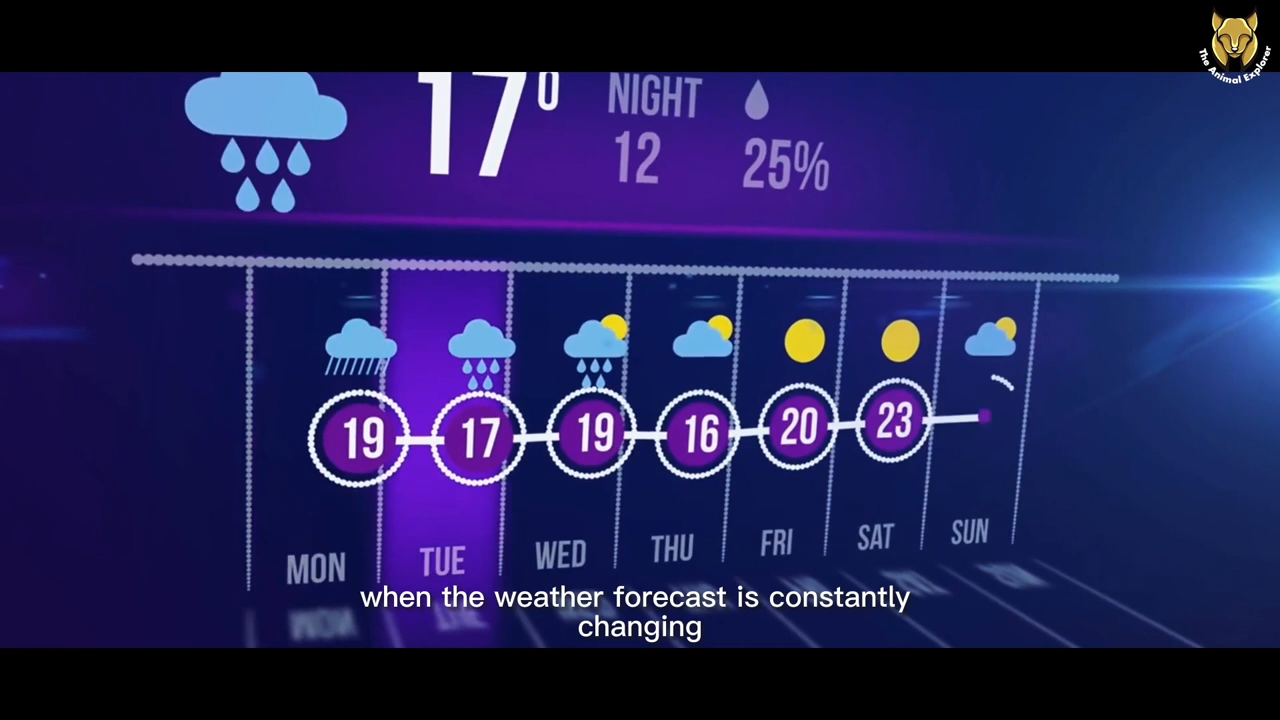 The Animal Explorer
17°
NIGHT
12
25%
19
17
19
16
20
23
MON
TUE
WED
THU
FRI
SAT
SUN
when the weather forecast is constantly
changing